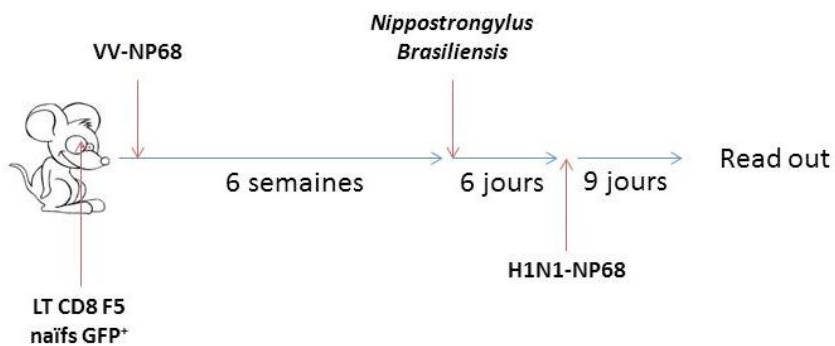 Nippostrongylus
Brasiliensis
VV-NP68
6 semaines
6 jours
9 jours
Read out
H1N1-NP68
LT CD8 F5
naïfs GFP⁺